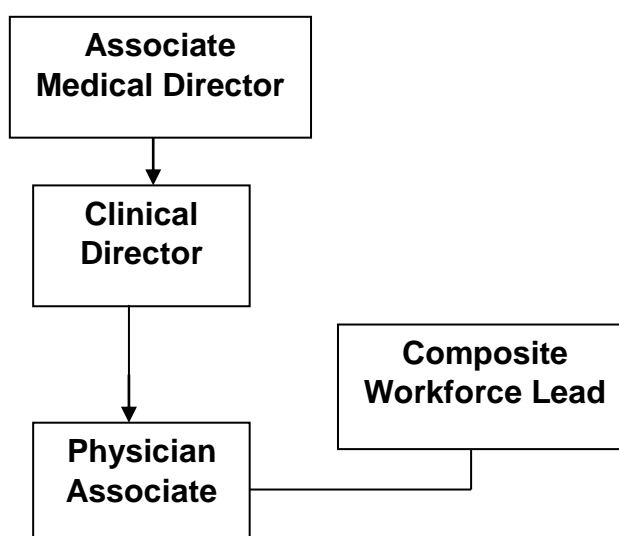 Associate
Medical Director
Clinical
Director
Composite
Workforce Lead
Physician
Associate